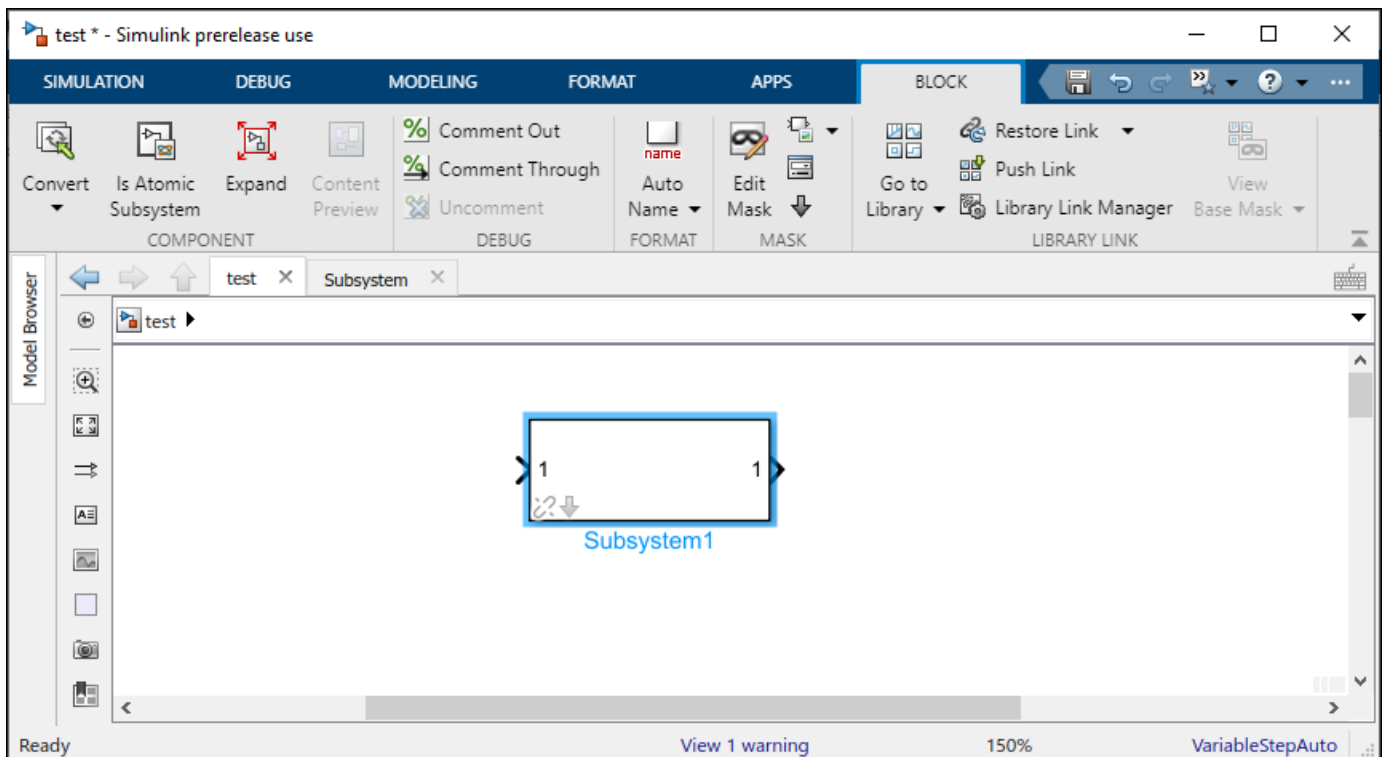 test * - Simulink prerelease use
SIMULATION DEBUG MODELING FORMAT APPS BLOCK
Convert
Is Atomic
Subsystem
Expand
Content
Preview
COMPONENT
Comment Out
Comment Through
Uncomment
DEBUG
name
Auto
Name
FORMAT
Edit
Mask
MASK
Go to
Library
Restore Link
Push Link
Library Link Manager
View
Base Mask
LIBRARY LINK
Model Browser
test Subsystem
test
A
1 1
Subsystem1
Ready View 1 warning 150% VariableStepAuto